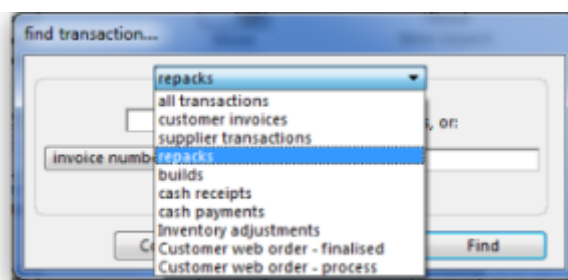 find transaction...
repacks
all transactions
customer invoices
supplier transactions
, or:
repacks
invoice numb
builds
cash receipts
cash payments
Inventory adjustments
Customer web order - finalised
Find
Customer web order - process